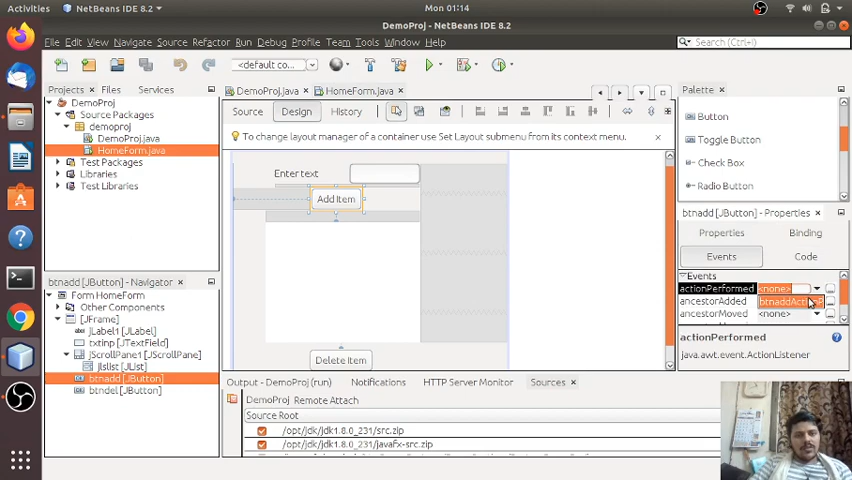 Activities
NetBeans IDE 8.2
MON 01:14
DemoProj - NetBeans IDE 8.2
File Edit View Navigate Source Refactor Run Debug Profile Team Tools Window Help
Search (Ctrl+I)
<default co...
Projects Files Services
DemoProj.java HomeForm.java
Palette
Source Design History
To change layout manager of a container use Set Layout submenu from its context menu.
DemoProj
Source Packages
demoproj
DemoProj.java
HomeForm.java
Test Packages
Libraries
Test Libraries
Enter text
Add Item
Delete Item
Button
Toggle Button
Check Box
Radio Button
btnadd [JButton] - Properties
Properties Binding
Events Code
Events
actionPerformed <none>
ancestorAdded
ancestorMoved <none>
actionPerformed
java.awt.event.ActionListener
btnadd [JButton] - Navigator
Form HomeForm
Other Components
[JFrame]
jLabel1 [JLabel]
txtinp [JTextField]
jScrollPane1 [JScrollPane]
jlslist [JList]
btnadd [JButton]
btndel [JButton]
Output - DemoProj (run) Notifications HTTP Server Monitor Sources
DemoProj Remote Attach
Source Root
/opt/jdk/jdk1.8.0_231/src.zip
/opt/jdk/jdk1.8.0_231/javafx-src.zip